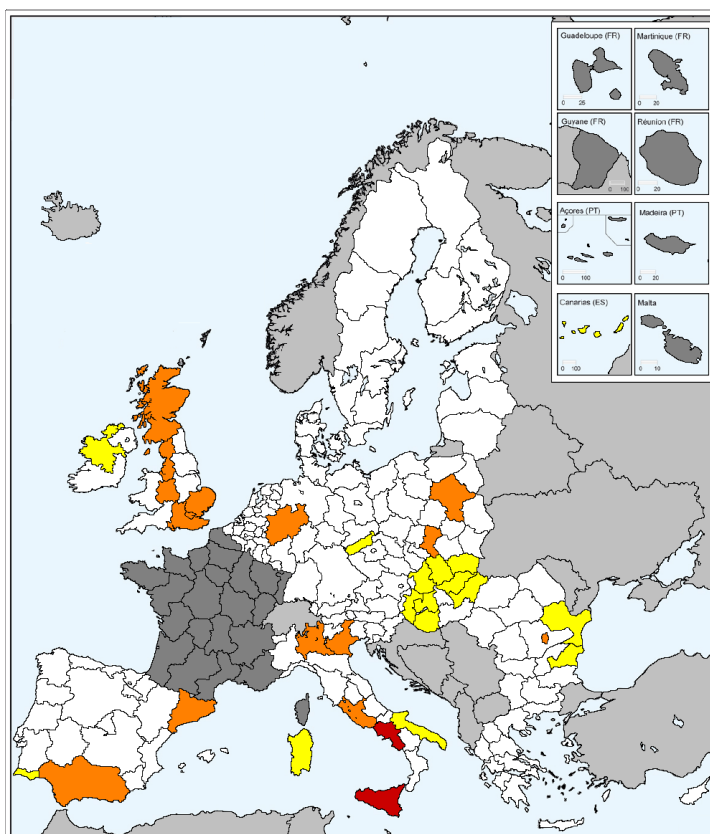 Guadeloupe (FR)
Martinique (FR)
0 25
0 20
Guyane (FR)
Réunion (FR)
0 100
0 20
Açores (PT)
Madeira (PT)
0 100
0 20
Canarias (ES)
Malta
0 100
0 10